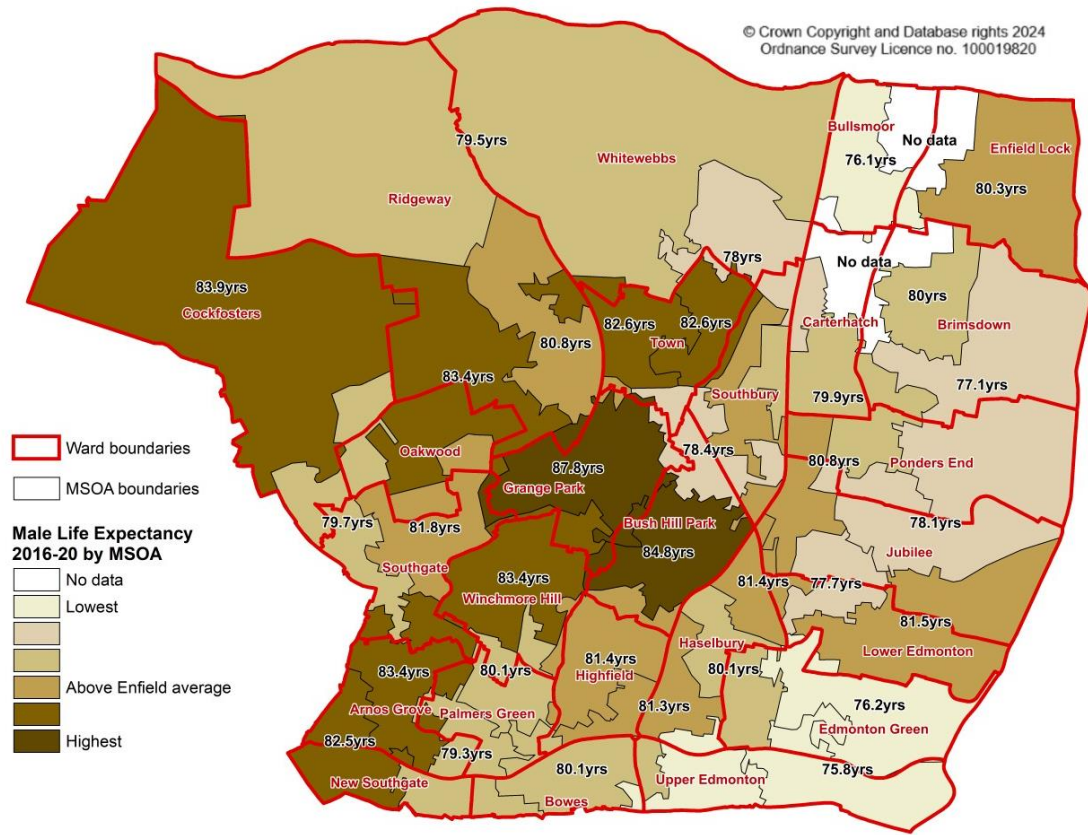 © Crown Copyright and Database rights 2024
Ordnance Survey Licence no. 100019820
Bullsmoor
76.1yrs
No data
Enfield Lock
80.3yrs
79.5yrs
Whitewebbs
Ridgeway
78yrs
No data
83.9yrs
Cockfosters
82.6yrs
82.6yrs
Town
80.8yrs
80yrs
Carterhatch
Brimsdown
83.4yrs
77.1yrs
Southbury
79.9yrs
Oakwood
78.4yrs
80.8yrs
Ponders End
87.8yrs
Grange Park
79.7yrs
81.8yrs
Bush Hill Park
78.1yrs
84.8yrs
Jubilee
Southgate
83.4yrs
Winchmore Hill
81.4yrs
77.7yrs
81.5yrs
Haselbury
Lower Edmonton
83.4yrs
80.1yrs
81.4yrs
Highfield
80.1yrs
Arnos Grove
Palmers Green
81.3yrs
76.2yrs
Edmonton Green
82.5yrs
79.3yrs
80.1yrs
75.8yrs
New Southgate
Bowes
Upper Edmonton
Ward boundaries
MSOA boundaries
Male Life Expectancy
2016-20 by MSOA
No data
Lowest
Above Enfield average
Highest